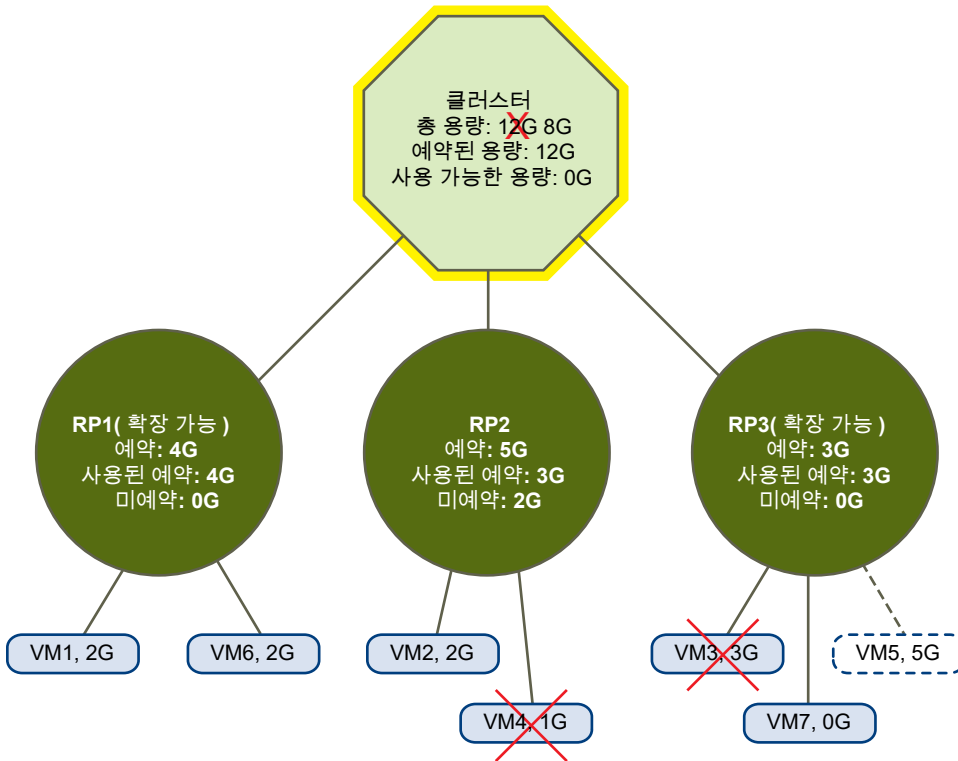 클러스터
총 용량: 12G 8G
예약된 용량: 12G
사용 가능한 용량: 0G
RP1( 확장 가능 )
예약: 4G
사용된 예약: 4G
미예약: 0G
RP2
예약: 5G
사용된 예약: 3G
미예약: 2G
RP3( 확장 가능 )
예약: 3G
사용된 예약: 3G
미예약: 0G
VM1, 2G
VM6, 2G
VM2, 2G
VM3, 3G
VM5, 5G
VM4, 1G
VM7, 0G